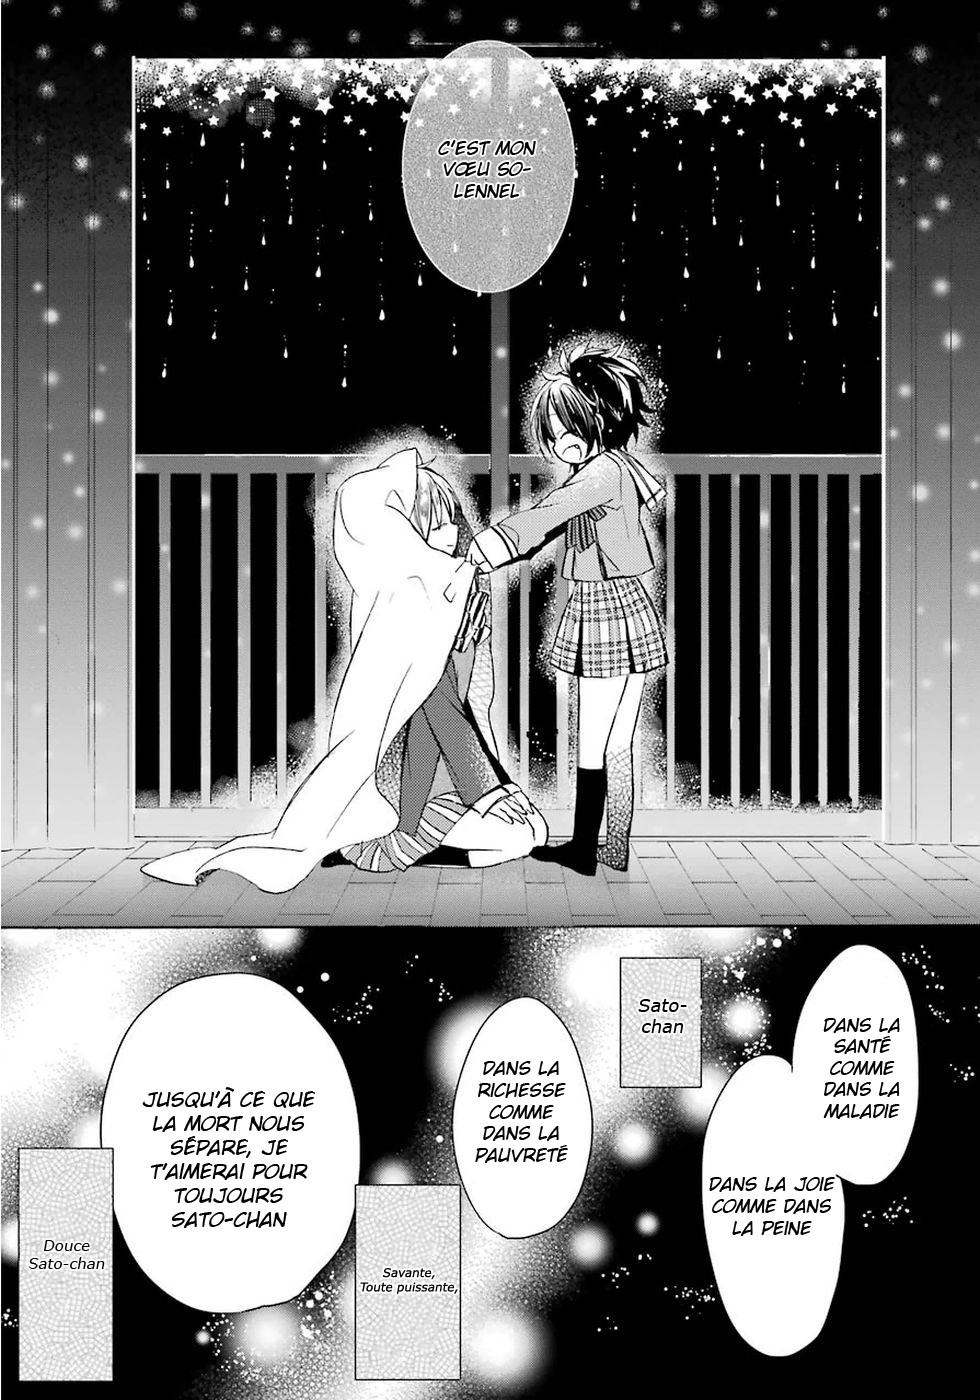 C'EST MON
VŒU SO-
LENNEL
DANS LA
SANTÉ
COMME
DANS LA
MALADIE
DANS LA JOIE
COMME DANS
LA PEINE
Sato-
chan
DANS LA
RICHESSE
COMME
DANS LA
PAUVRETÉ
Savante,
Toute puissante,
JUSQU'À CE QUE
LA MORT NOUS
SÉPARE, JE
T'AIMERAI POUR
TOUJOURS
SATO-CHAN
Douce
Sato-chan